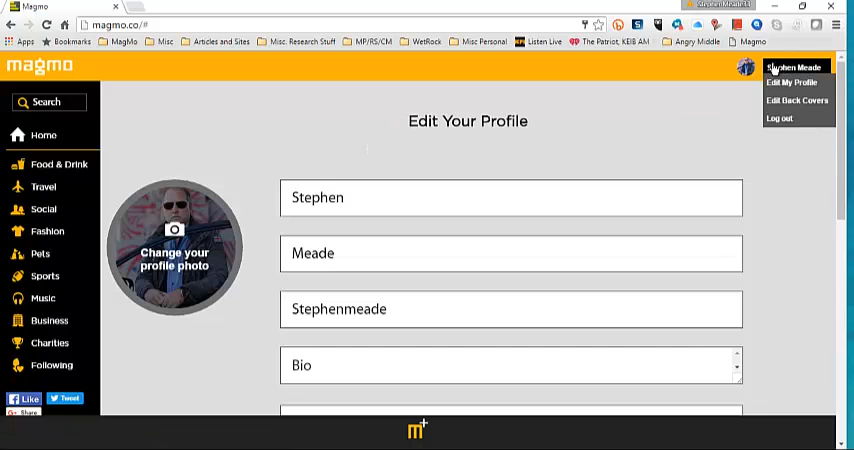 Magmo
StephenMeade33
magmo.co/#
Apps Bookmarks MagMo Misc Articles and Sites Misc. Research Stuff MP/RS/CM WetRock Misc Personal Listen Live The Patriot, KEIB AM Angry Middle Magmo
magmo
Stephen Meade
Edit My Profile
Edit Back Covers
Log out
Search
Home
Food & Drink
Travel
Social
Fashion
Pets
Sports
Music
Business
Charities
Following
Like Tweet
G+ Share
Edit Your Profile
Change your
profile photo
Stephen
Meade
Stephenmeade
Bio
m+